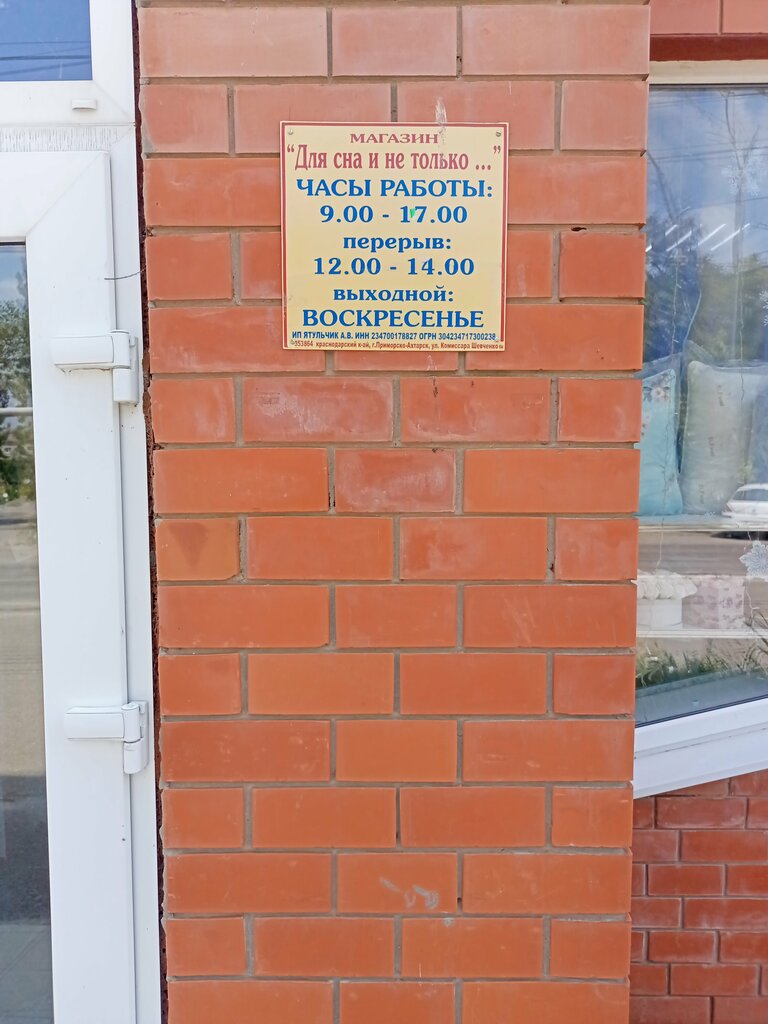 МАГАЗИН
"Для сна и не только ..."
ЧАСЫ РАБОТЫ:
9.00 - 17.00
перерыв:
12.00 - 14.00
выходной:
ВОСКРЕСЕНЬЕ
ИП ЯТУЛЬЧИК А.В. ИНН 234700178827 ОГРН 304234717300238
353864 краснодарский к-ай, г.Приморско-Ахтарск, ул. Комиссара Шевченко